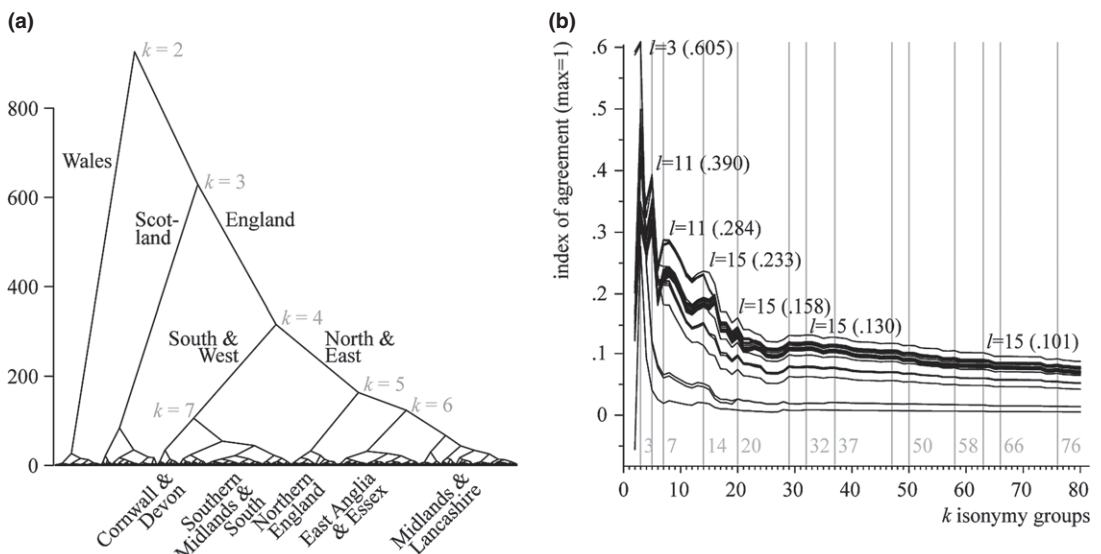 (a)
k = 2
800
Wales
600
k = 3
Scot-
land
England
400
k = 4
South &
West
North &
East
200
k = 5
k = 7
k = 6
0
Cornwall &
Devon
Southern
Midlands &
South
Northern
England
East Anglia
& Essex
Midlands &
Lancashire
(b)
index of agreement (max=1)
.6
.5
.4
.3
.2
.1
0
l=3 (.605)
l=11 (.390)
l=11 (.284)
l=15 (.233)
l=15 (.158)
l=15 (.130)
l=15 (.101)
3 7 14 20 32 37 50 58 66 76
0 10 20 30 40 50 60 70 80
k isonymy groups